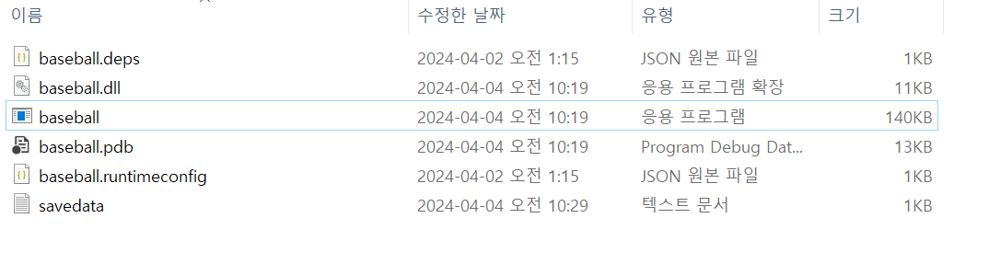 이름 수정한 날짜 유형 크기
baseball.deps 2024-04-02 오전 1:15 JSON 원본 파일 1KB
baseball.dll 2024-04-04 오전 10:19 응용 프로그램 확장 11KB
baseball 2024-04-04 오전 10:19 응용 프로그램 140KB
baseball.pdb 2024-04-04 오전 10:19 Program Debug Dat... 13KB
baseball.runtimeconfig 2024-04-02 오전 1:15 JSON 원본 파일 1KB
savedata 2024-04-04 오전 10:29 텍스트 문서 1KB